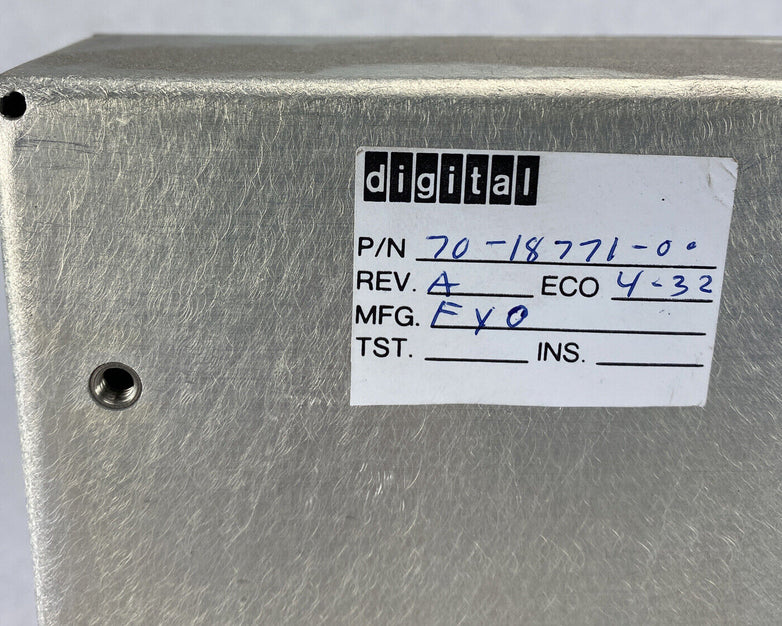 digital
P/N 70-18771-00
REV. A ECO 4-32
MFG. FXO
TST. INS.